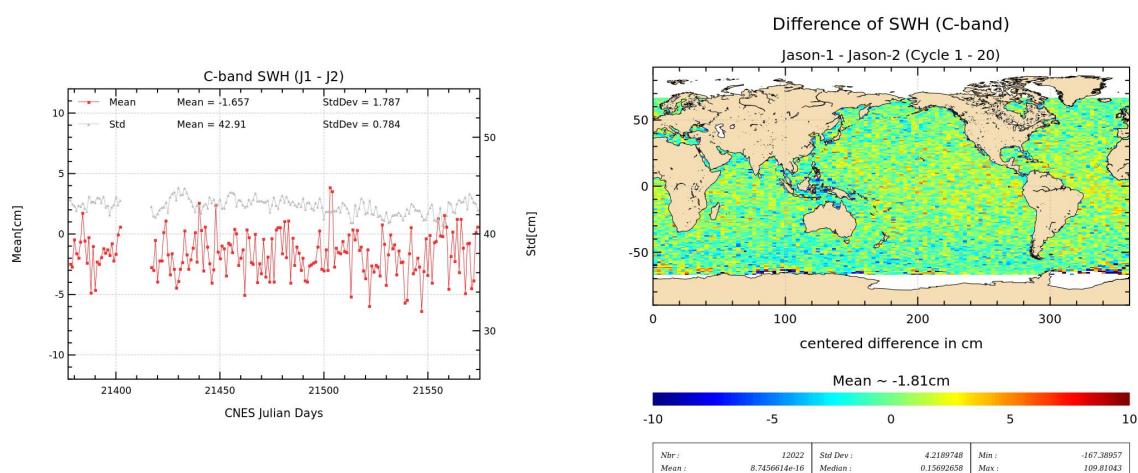 C-band SWH (J1 - J2)
Mean Mean = -1.657 StdDev = 1.787
Std Mean = 42.91 StdDev = 0.784
10
5
0
-5
-10
50
40
30
Mean[cm]
Std[cm]
21400 21450 21500 21550
CNES Julian Days
Difference of SWH (C-band)
Jason-1 - Jason-2 (Cycle 1 - 20)
50
0
-50
0 100 200 300
centered difference in cm
Mean ~ -1.81cm
-10 -5 0 5 10
Nbr : 12022 Std Dev : 4.2189748 Min : -167.38957
Mean : 8.7456614e-16 Median : 0.15692658 Max : 109.81043